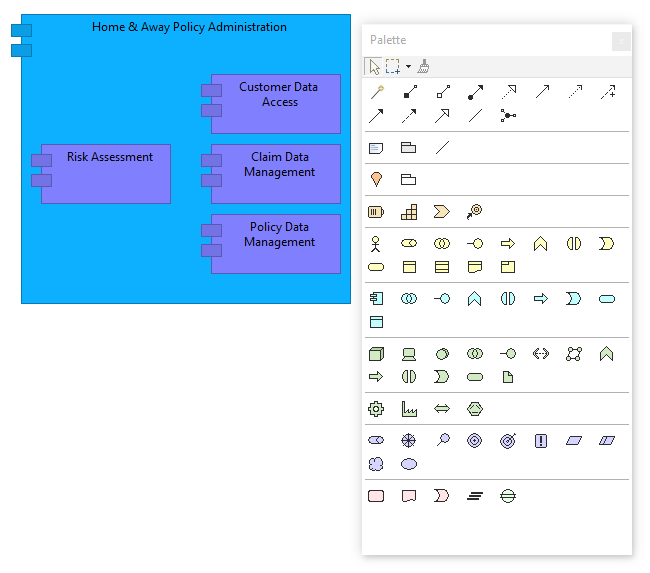 Home & Away Policy Administration
Palette
Customer Data
Access
Risk Assessment
Claim Data
Management
Policy Data
Management